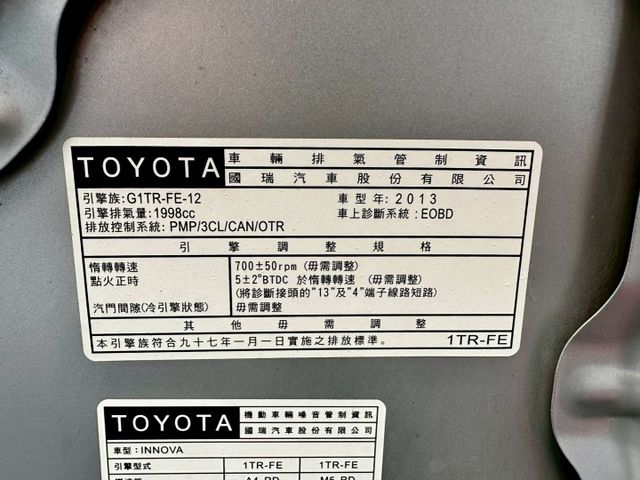 TOYOTA 車輛排氣管制資訊
國瑞汽車股份有限公司
引擎族: G1TR-FE-12 車型年: 2013
引擎排氣量: 1998cc 車上診斷系統: EOBD
排放控制系統: PMP/3CL/CAN/OTR
引擎調整規格
惰轉轉速 700±50rpm (毋需調整)
點火正時 5±2°BTDC 於惰轉轉速 (毋需調整)
(將診斷接頭的"13"及"4"端子線路短路)
汽門間隙(冷引擎狀態) 毋需調整
其他毋需調整
本引擎族符合九十七年一月一日實施之排放標準。 1TR-FE
TOYOTA 機動車輛噪音管制資訊
國瑞汽車股份有限公司
車型: INNOVA
引擎型式 1TR-FE 1TR-FE